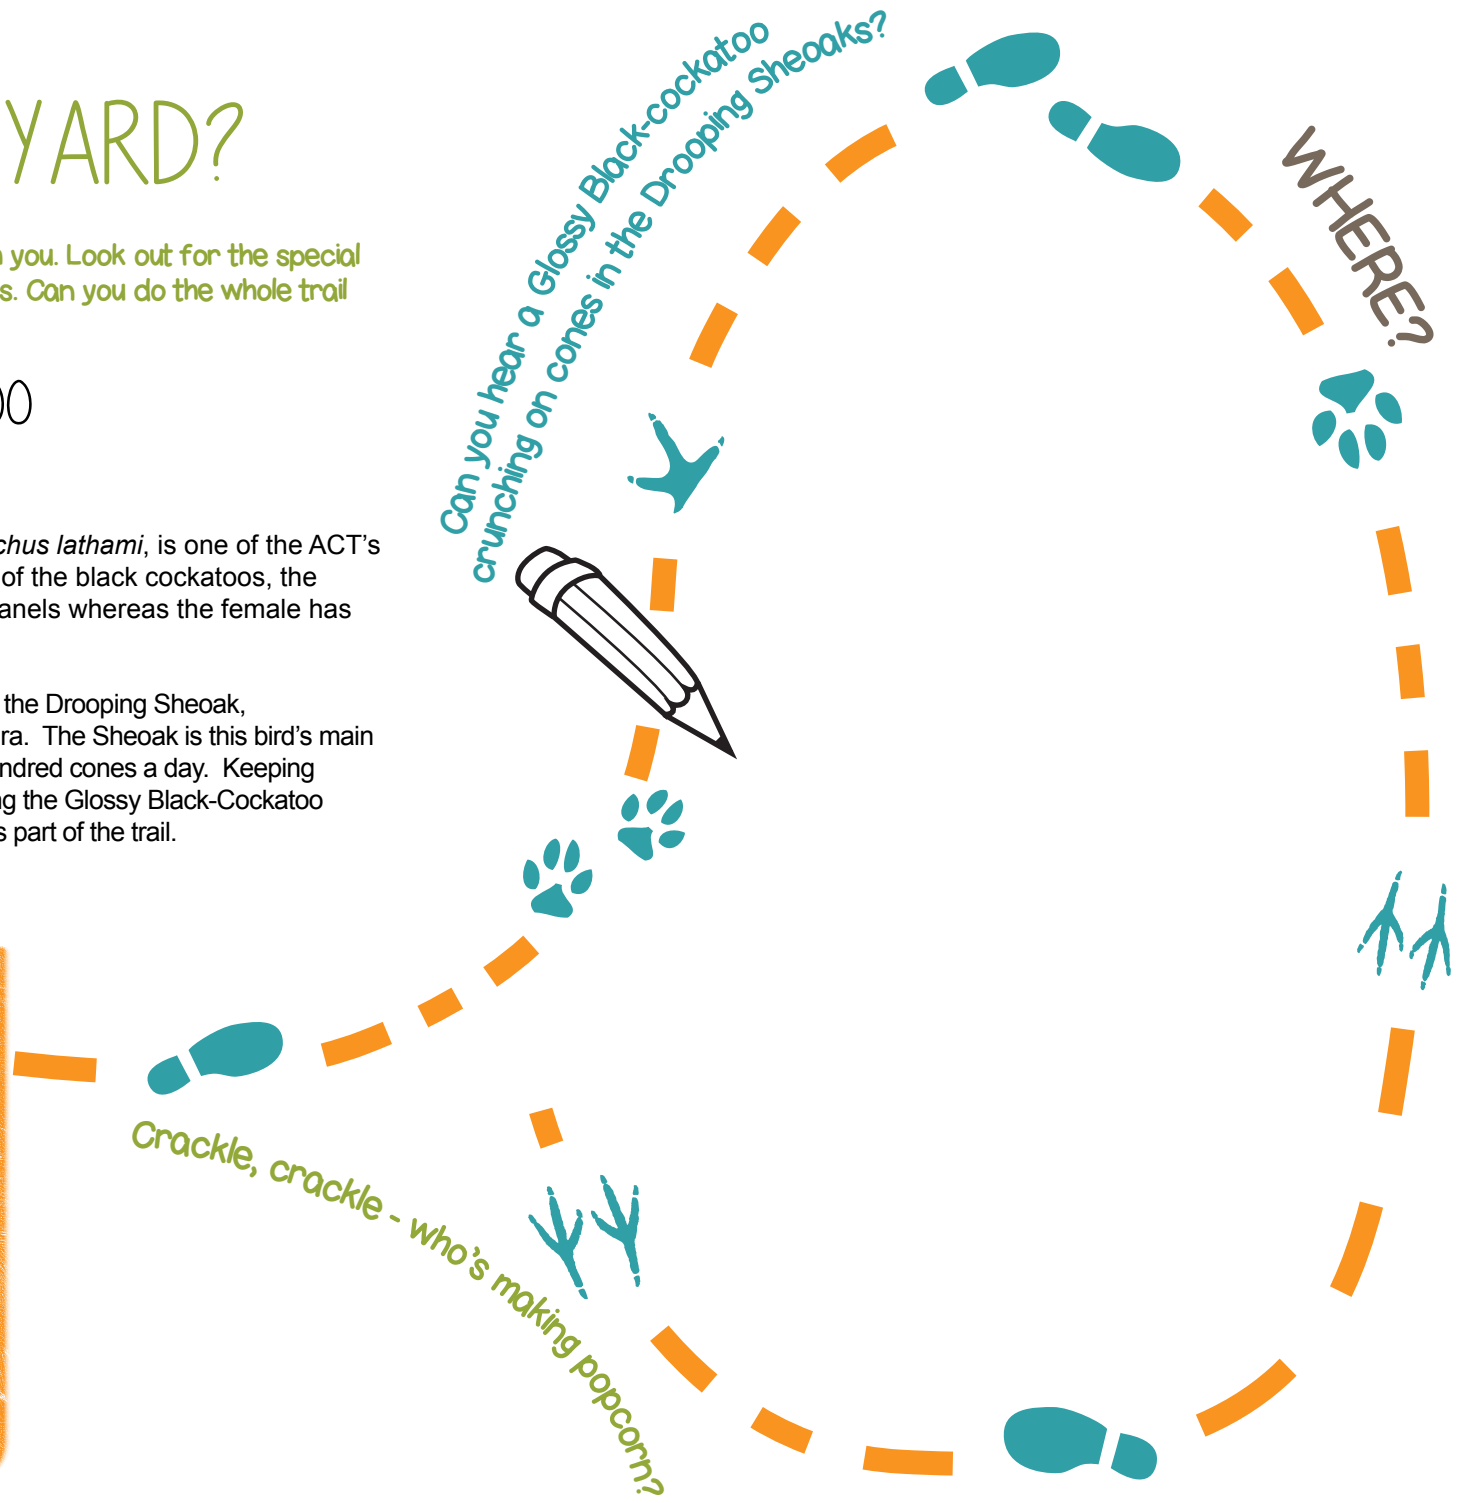 YARD?
you. Look out for the special
s. Can you do the whole trail
OO
chus lathami, is one of the ACT's
of the black cockatoos, the
anels whereas the female has
the Drooping Sheoak,
ra. The Sheoak is this bird's main
ndred cones a day. Keeping
ng the Glossy Black-Cockatoo
s part of the trail.
Can you hear a Glossy Black-cockatoo
crunching on cones in the Drooping Sheoaks?
WHERE?
Crackle, crackle - who's making popcorn?